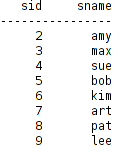 sid sname
--------------------
2 amy
3 max
4 sue
5 bob
6 kim
7 art
8 pat
9 lee